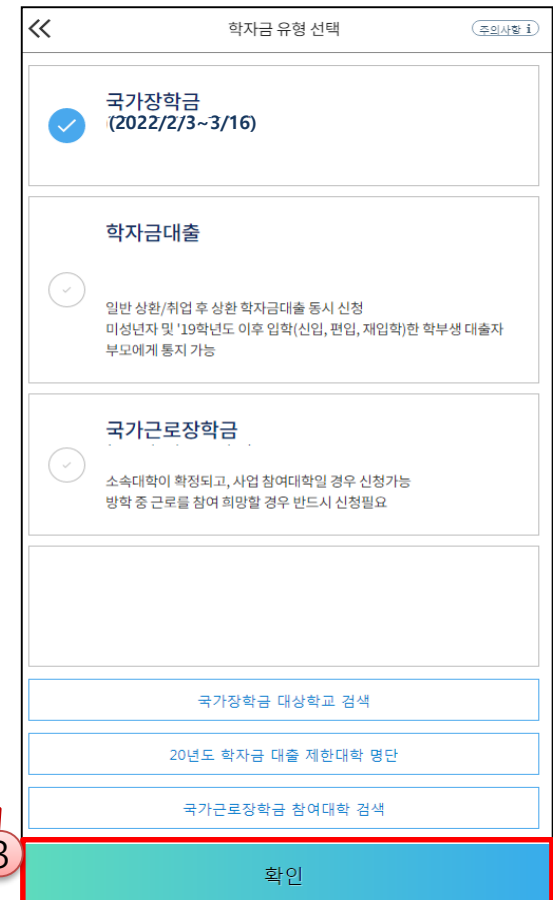 학자금 유형 선택
주의사항 i
국가장학금
(2022/2/3~3/16)
학자금대출
일반 상환/취업 후 상환 학자금대출 동시 신청
미성년자 및 '19학년도 이후 입학(신입, 편입, 재입학)한 학부생 대출자
부모에게 통지 가능
국가근로장학금
소속대학이 확정되고, 사업 참여대학일 경우 신청가능
방학 중 근로를 참여 희망할 경우 반드시 신청필요
국가장학금 대상학교 검색
20년도 학자금 대출 제한대학 명단
국가근로장학금 참여대학 검색
3
확인